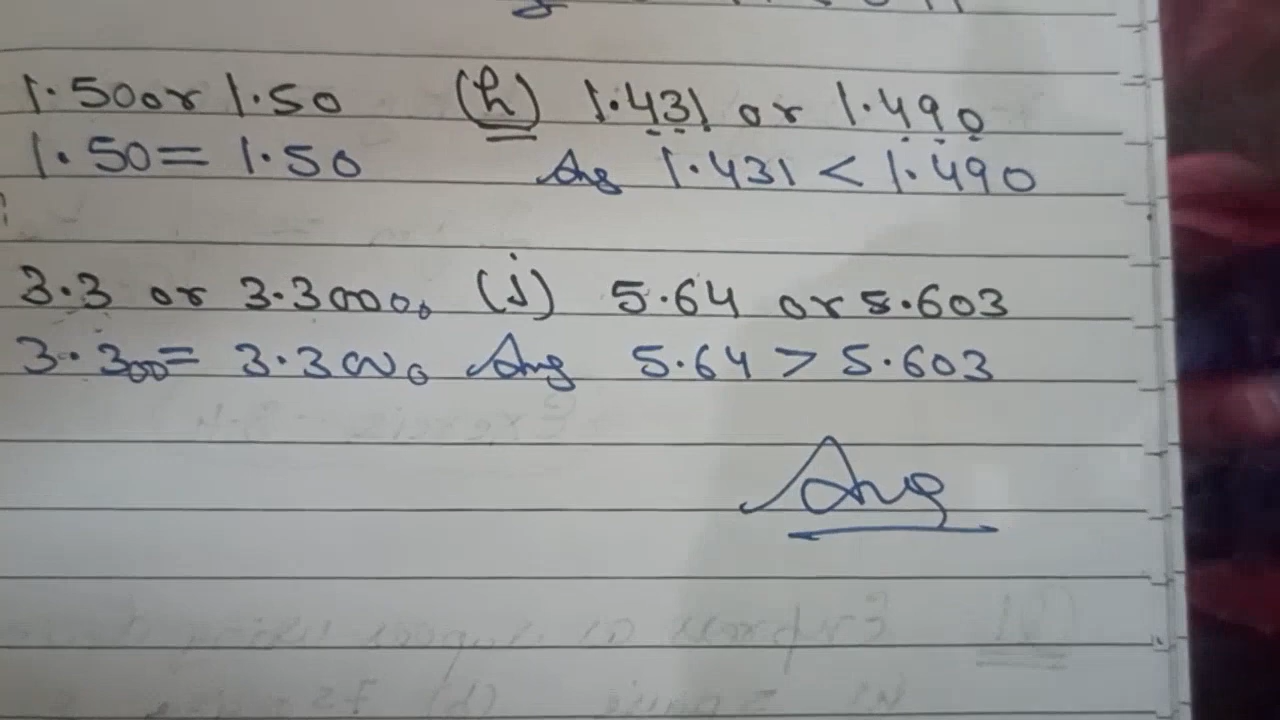 1.50 or 1.50 (h) 1.431 or 1.490
1.50 = 1.50 Ans 1.431 < 1.490
3.3 or 3.3000 (j) 5.64 or 5.603
3.300 = 3.3000 Ans 5.64 > 5.603
Ans